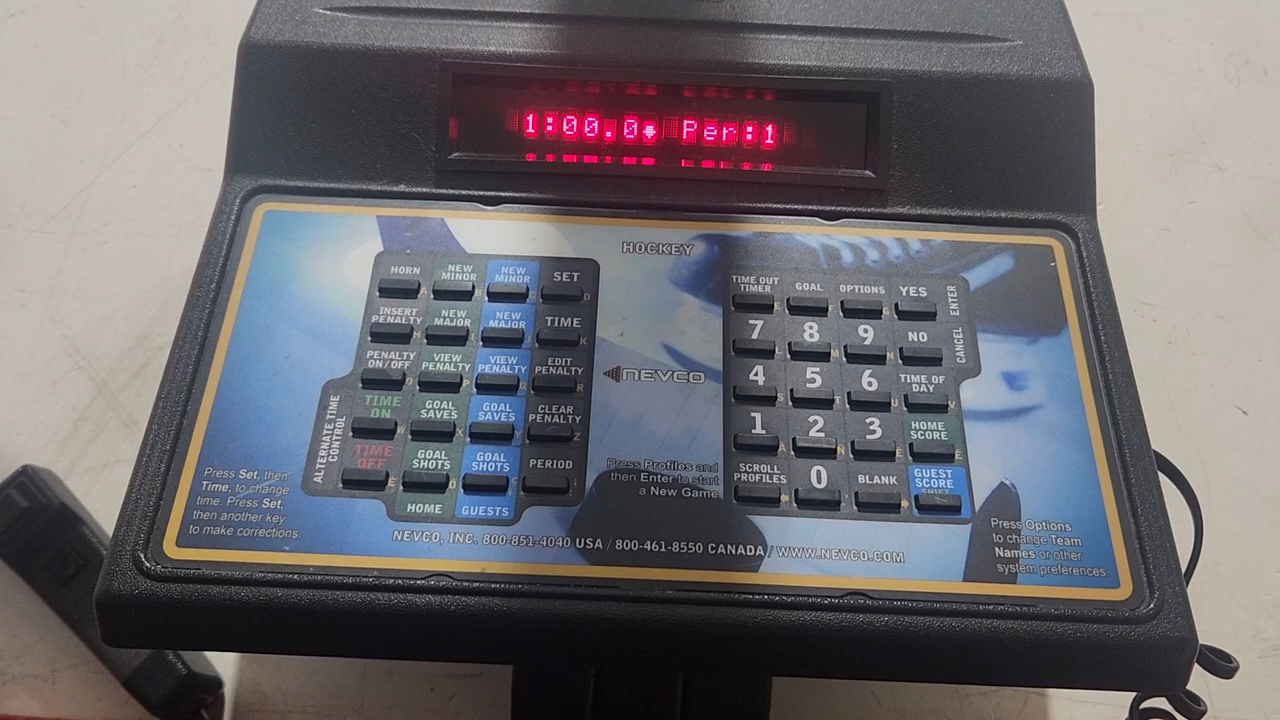 1:00.0 Per:1
HOCKEY
HORN
NEW MINOR
NEW MINOR
SET
INSERT PENALTY
NEW MAJOR
NEW MAJOR
TIME
PENALTY ON/OFF
VIEW PENALTY
VIEW PENALTY
EDIT PENALTY
TIME ON
GOAL SAVES
GOAL SAVES
CLEAR PENALTY
TIME OFF
GOAL SHOTS
GOAL SHOTS
PERIOD
ALTERNATE TIME CONTROL
HOME
GUESTS
NEVCO
TIME OUT TIMER
GOAL
OPTIONS
YES
ENTER
7
8
9
NO
CANCEL
4
5
6
TIME OF DAY
1
2
3
HOME SCORE
SCROLL PROFILES
0
BLANK
GUEST SCORE
SHIFT
Press Set, then
Time, to change
time. Press Set,
then another key
to make corrections.
Press Profiles and
then Enter to start
a New Game
Press Options
to change Team
Names or other
system preferences.
NEVCO, INC. 800-851-4040 USA / 800-461-8550 CANADA / WWW.NEVCO.COM